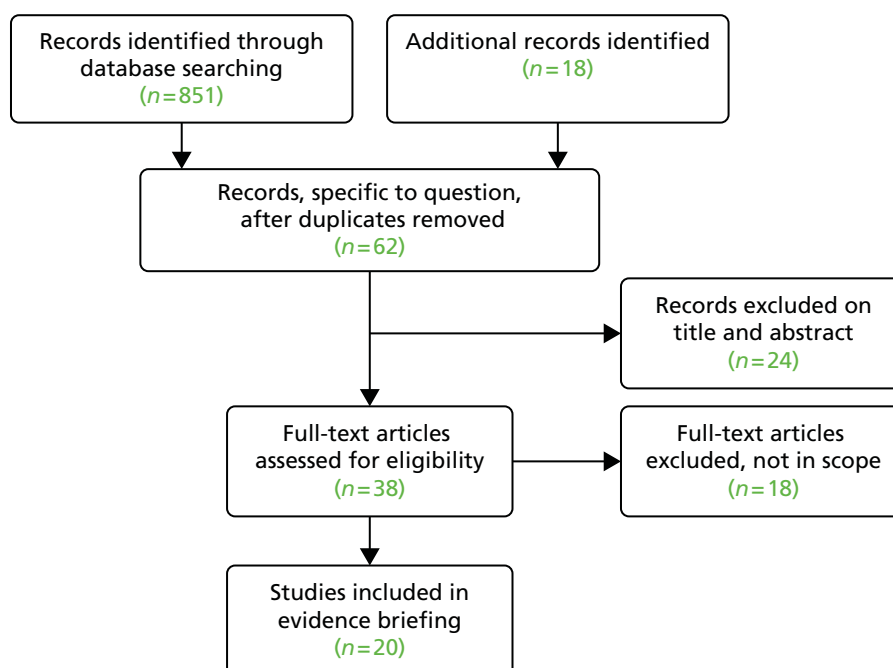 Records identified through
database searching
(n=851)
Additional records identified
(n=18)
Records, specific to question,
after duplicates removed
(n=62)
Records excluded on
title and abstract
(n=24)
Full-text articles
assessed for eligibility
(n=38)
Full-text articles
excluded, not in scope
(n=18)
Studies included in
evidence briefing
(n=20)